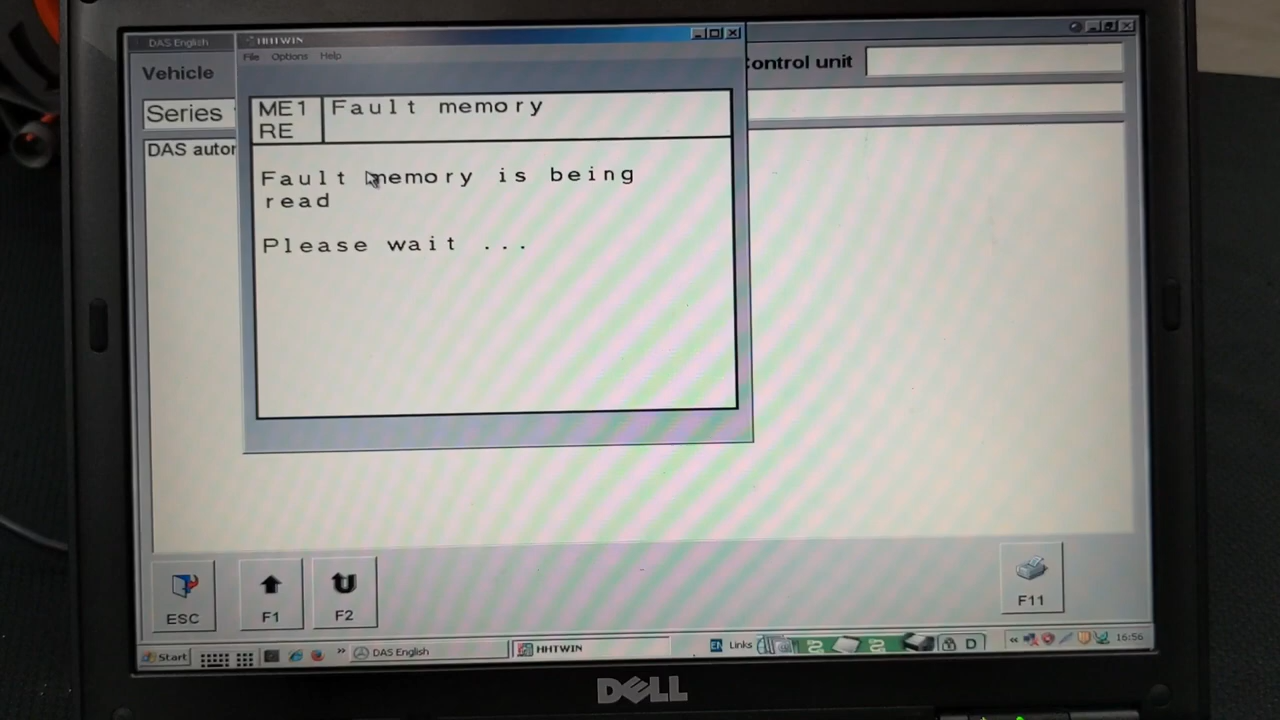 DAS English
HHTWIN
File Options Help
Vehicle
Control unit
Series
ME1
RE
Fault memory
DAS autor
Fault memory is being
read
Please wait ...
ESC
F1
F2
F11
Start
»
DAS English
HHTWIN
EN
Links
D
«
16:56
DELL